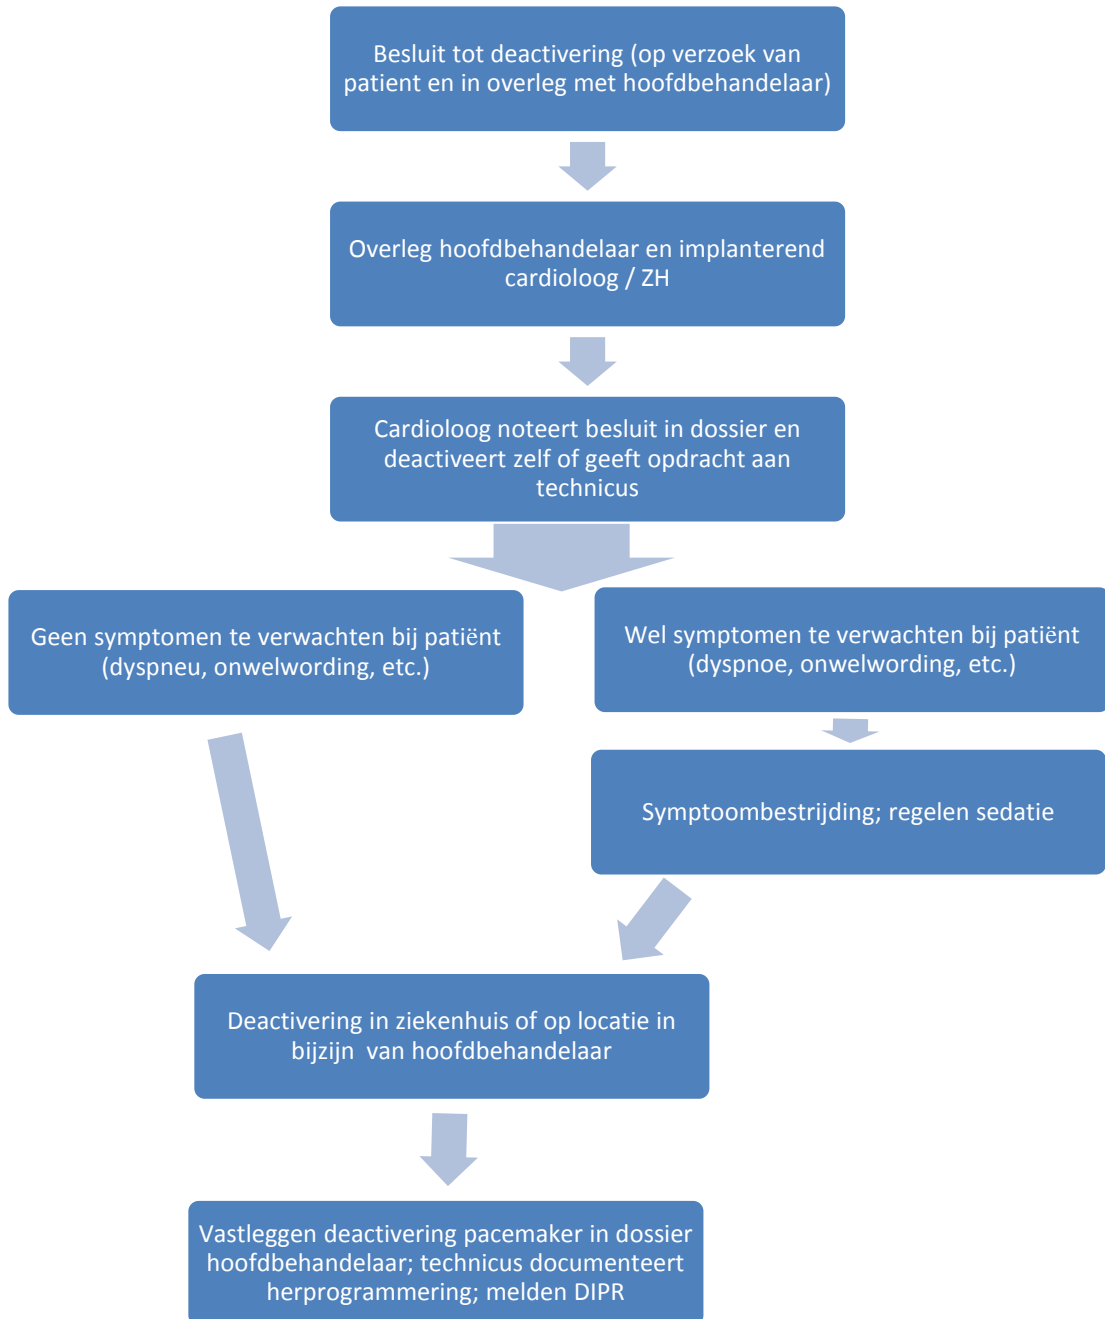 Besluit tot deactivering (op verzoek van
patient en in overleg met hoofdbehandelaar)
Overleg hoofdbehandelaar en implanterend
cardioloog / ZH
Cardioloog noteert besluit in dossier en
deactiveert zelf of geeft opdracht aan
technicus
Geen symptomen te verwachten bij patiënt
(dyspneu, onwelwording, etc.)
Wel symptomen te verwachten bij patiënt
(dyspnoe, onwelwording, etc.)
Symptoombestrijding; regelen sedatie
Deactivering in ziekenhuis of op locatie in
bijzijn van hoofdbehandelaar
Vastleggen deactivering pacemaker in dossier
hoofdbehandelaar; technicus documenteert
herprogrammering; melden DIPR